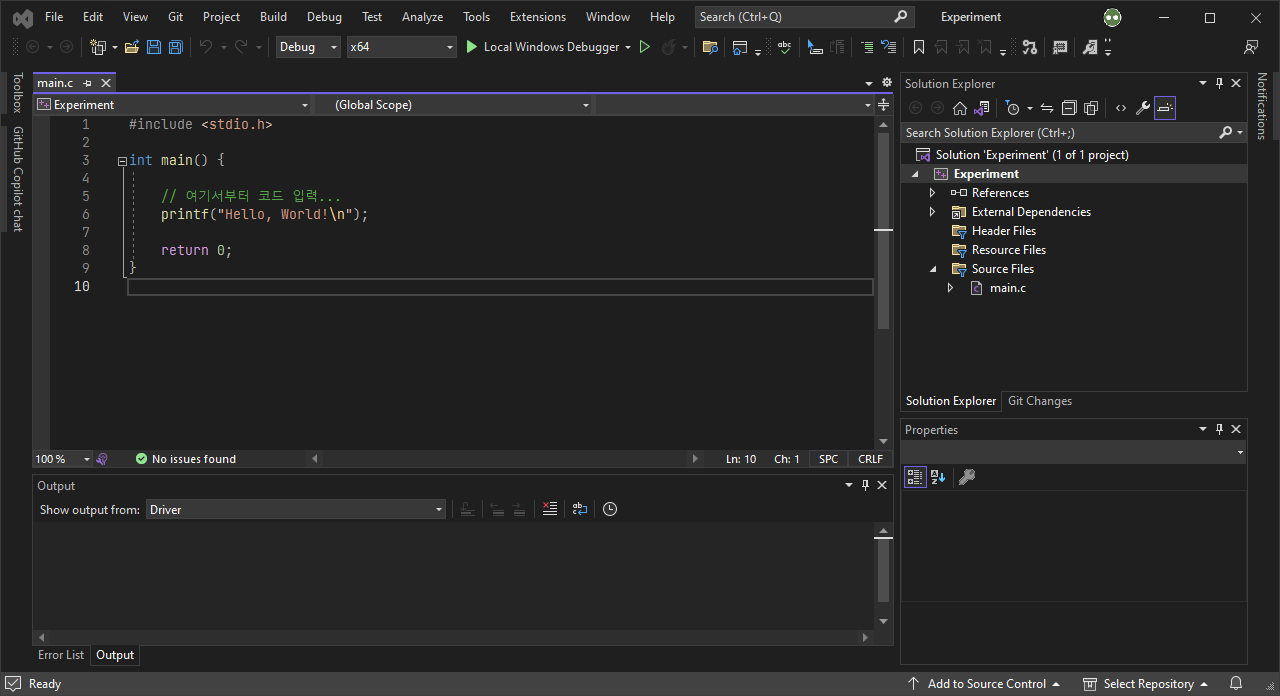 File Edit View Git Project Build Debug Test Analyze Tools Extensions Window Help Search (Ctrl+Q) Experiment
Debug x64 Local Windows Debugger
Toolbox
GitHub Copilot chat
main.c
Experiment (Global Scope)
1 #include <stdio.h>
2
3 int main() {
4
5 // 여기서부터 코드 입력...
6 printf("Hello, World!\n");
7
8 return 0;
9 }
10
100 % No issues found Ln: 10 Ch: 1 SPC CRLF
Output
Show output from: Driver
Error List Output
Solution Explorer
Search Solution Explorer (Ctrl+;)
Solution 'Experiment' (1 of 1 project)
Experiment
References
External Dependencies
Header Files
Resource Files
Source Files
main.c
Solution Explorer Git Changes
Properties
Notifications
Ready Add to Source Control Select Repository